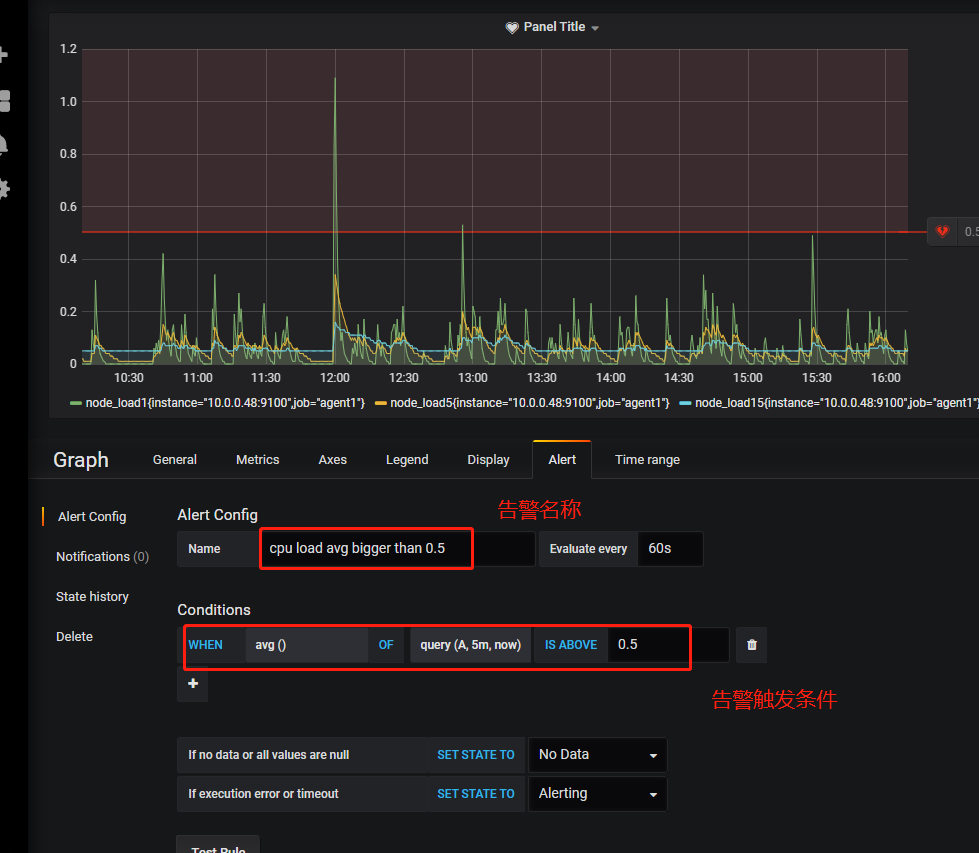 Panel Title
1.2
1.0
0.8
0.6
0.4
0.2
0
0.5
10:30 11:00 11:30 12:00 12:30 13:00 13:30 14:00 14:30 15:00 15:30 16:00
node_load1{instance="10.0.0.48:9100",job="agent1"} node_load5{instance="10.0.0.48:9100",job="agent1"} node_load15{instance="10.0.0.48:9100",job="agent1"}
Graph General Metrics Axes Legend Display Alert Time range
Alert Config
Notifications (0)
State history
Delete
Alert Config
告警名称
Name cpu load avg bigger than 0.5 Evaluate every 60s
Conditions
WHEN avg () OF query (A, 5m, now) IS ABOVE 0.5
告警触发条件
If no data or all values are null SET STATE TO No Data
If execution error or timeout SET STATE TO Alerting
Test Rule